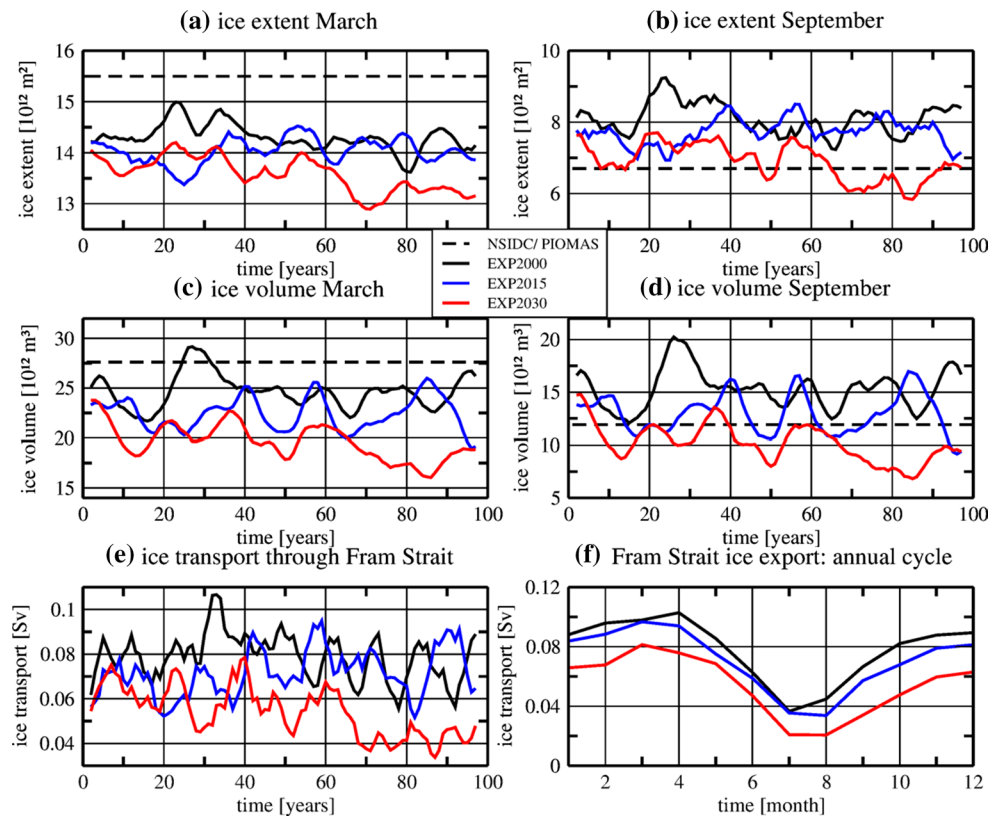 (a) ice extent March
(b) ice extent September
16
15
14
13
ice extent [10¹² m²]
0 20 40 60 80 100
time [years]
10
8
6
ice extent [10¹² m²]
0 20 40 60 80 100
time [years]
NSIDC/ PIOMAS
EXP2000
EXP2015
EXP2030
(c) ice volume March
(d) ice volume September
30
25
20
15
ice volume [10¹² m³]
0 20 40 60 80 100
time [years]
20
15
10
5
ice volume [10¹² m³]
0 20 40 60 80 100
time [years]
(e) ice transport through Fram Strait
(f) Fram Strait ice export: annual cycle
0.1
0.08
0.06
0.04
ice transport [Sv]
0 20 40 60 80 100
time [years]
0.12
0.08
0.04
0
ice transport [Sv]
2 4 6 8 10 12
time [month]